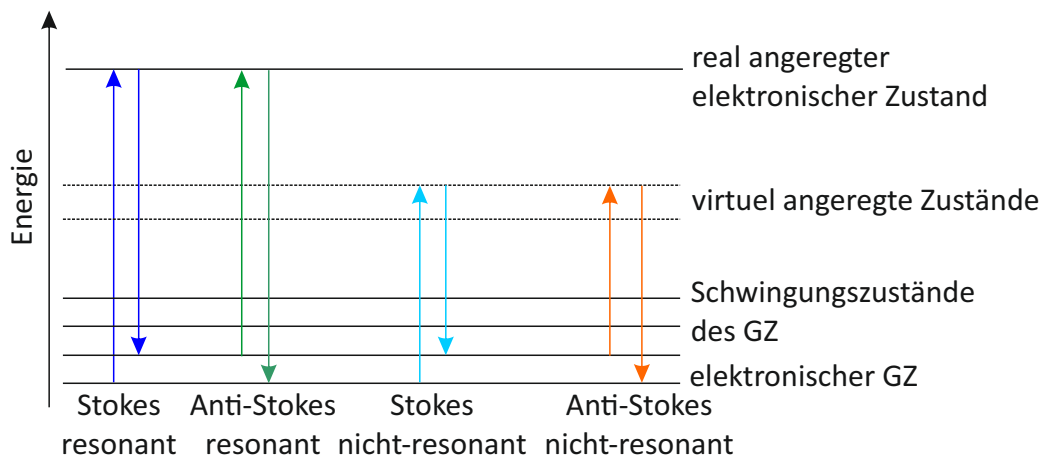 real angeregter
elektronischer Zustand
Energie
virtuel angeregte Zustände
Schwingungszustände
des GZ
elektronischer GZ
Stokes
resonant
Anti-Stokes
resonant
Stokes
nicht-resonant
Anti-Stokes
nicht-resonant